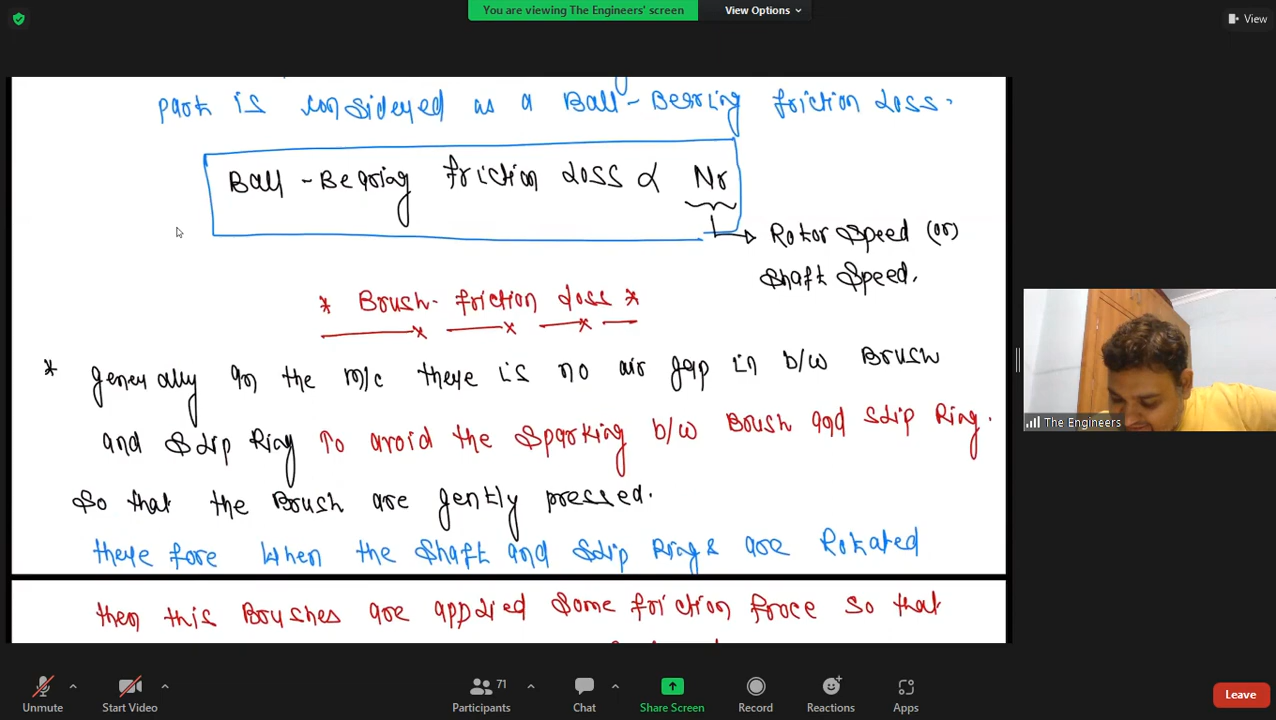 You are viewing The Engineers' screen
View Options
View
part is considered as a Ball-Bearing friction Loss.
Ball-Bearing friction Loss ∝ Nr
Rotor Speed (or)
Shaft Speed.
* Brush-friction Loss *
* generally In the m/c there is no air gap in b/w Brush
and Slip Ring To avoid the Sparking b/w Brush and Slip Ring.
So that the Brush are gently pressed.
there fore When the Shaft and Slip Rings are Rotated
then this Brushes are applied Some friction froce So that
The Engineers
Unmute
Start Video
71
Participants
Chat
Share Screen
Record
Reactions
Apps
Leave